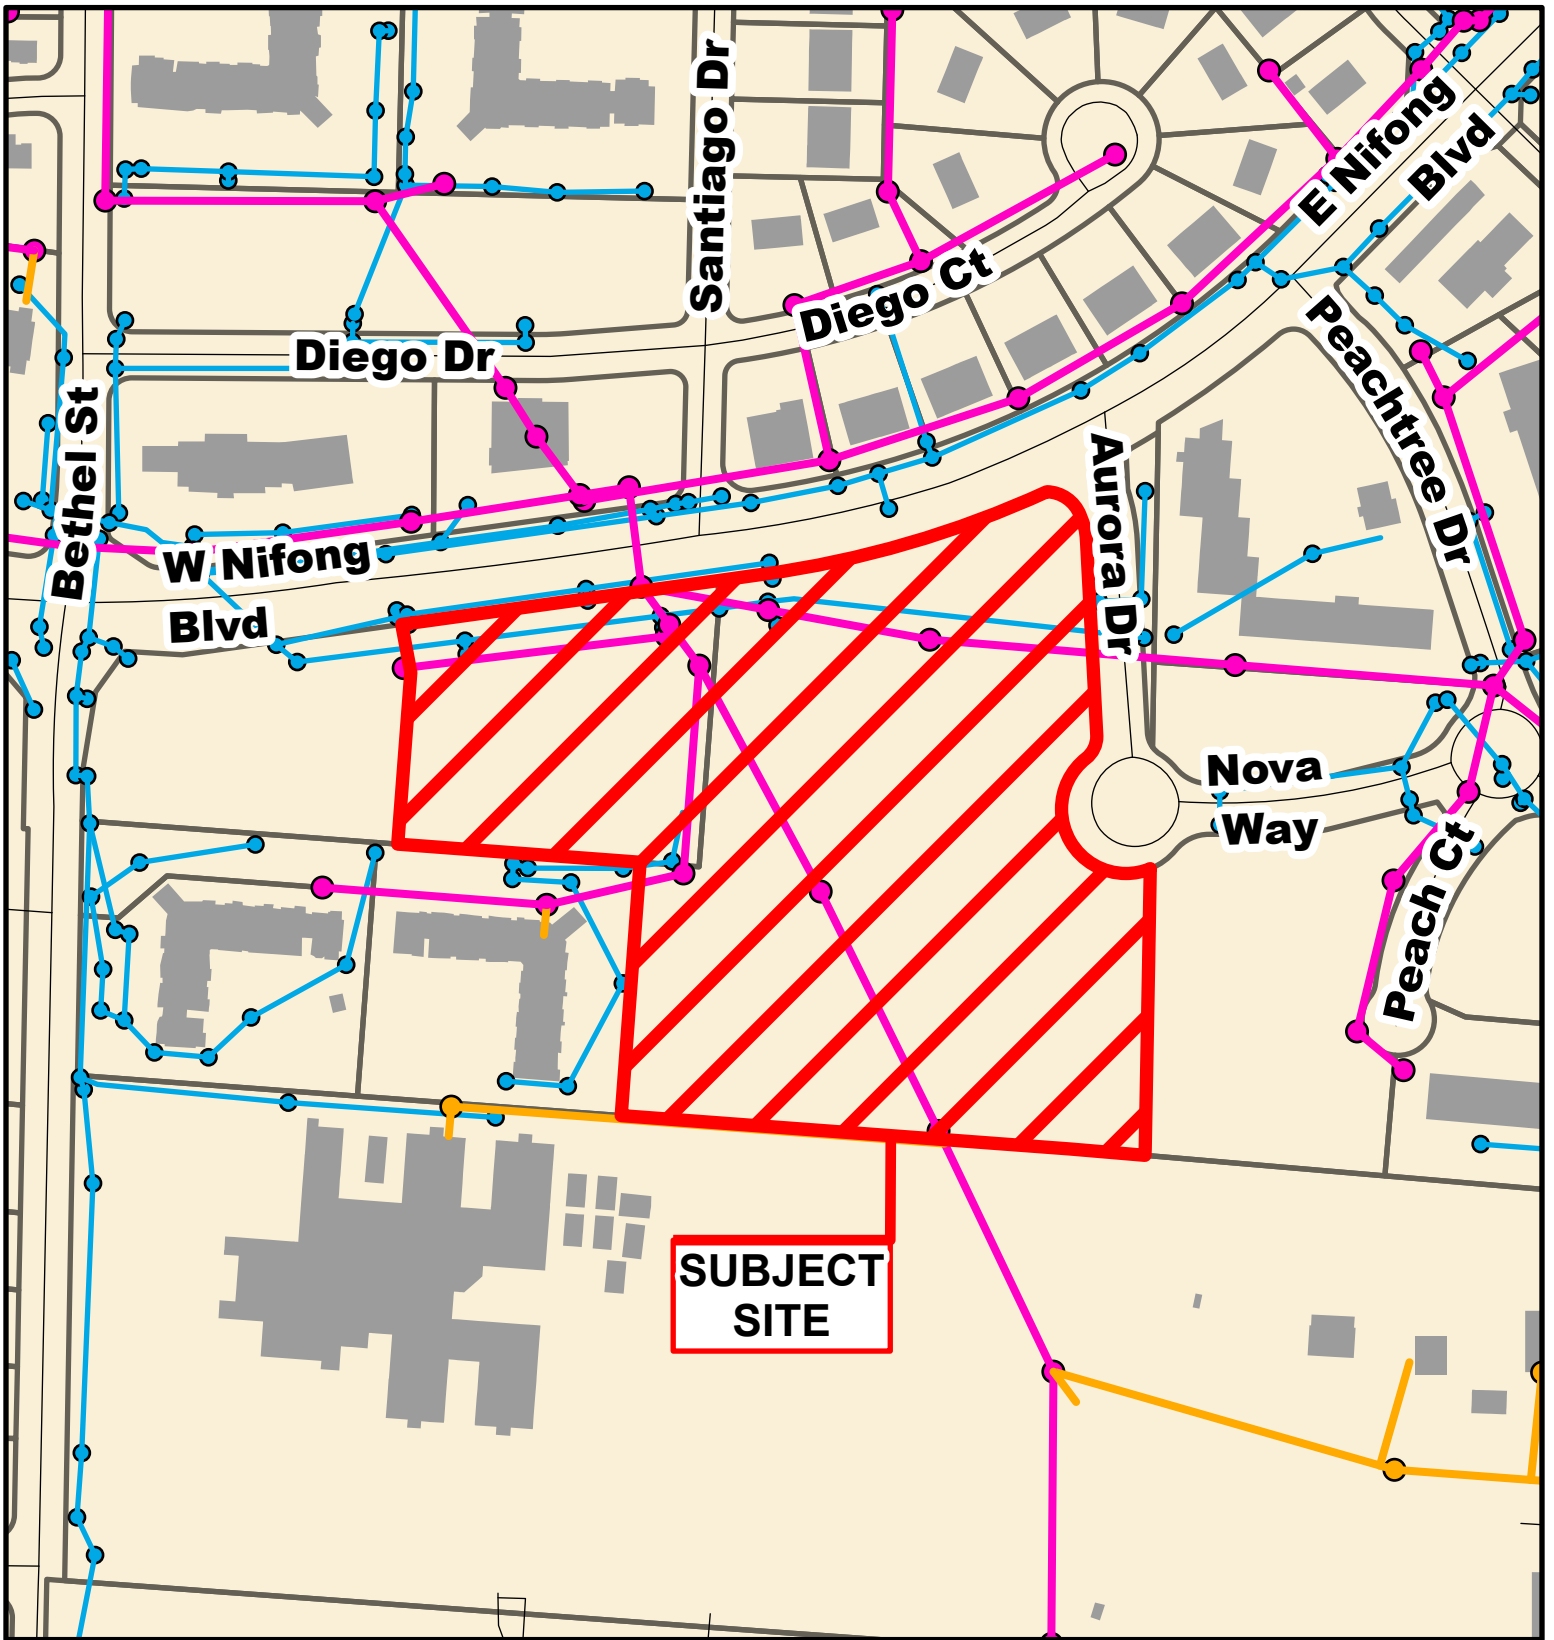 Santiago Dr
E Nifong
Blvd
Diego Ct
Diego Dr
Peachtree Dr
Bethel St
Aurora Dr
W Nifong
Blvd
Nova
Way
Peach Ct
SUBJECT
SITE